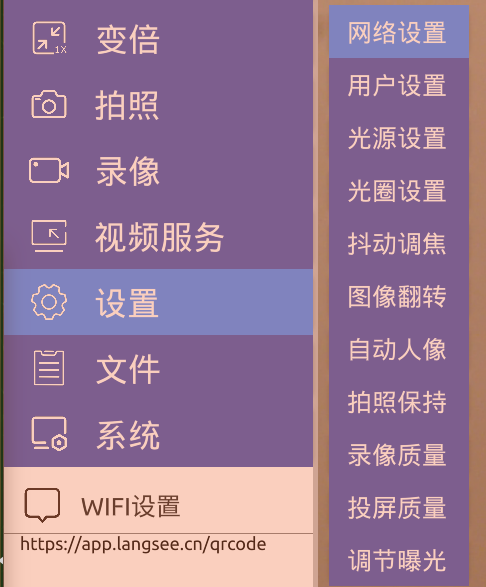 1X
变倍
拍照
录像
视频服务
设置
文件
系统
WIFI设置
https://app.langsee.cn/qrcode
网络设置
用户设置
光源设置
光圈设置
抖动调焦
图像翻转
自动人像
拍照保持
录像质量
投屏质量
调节曝光